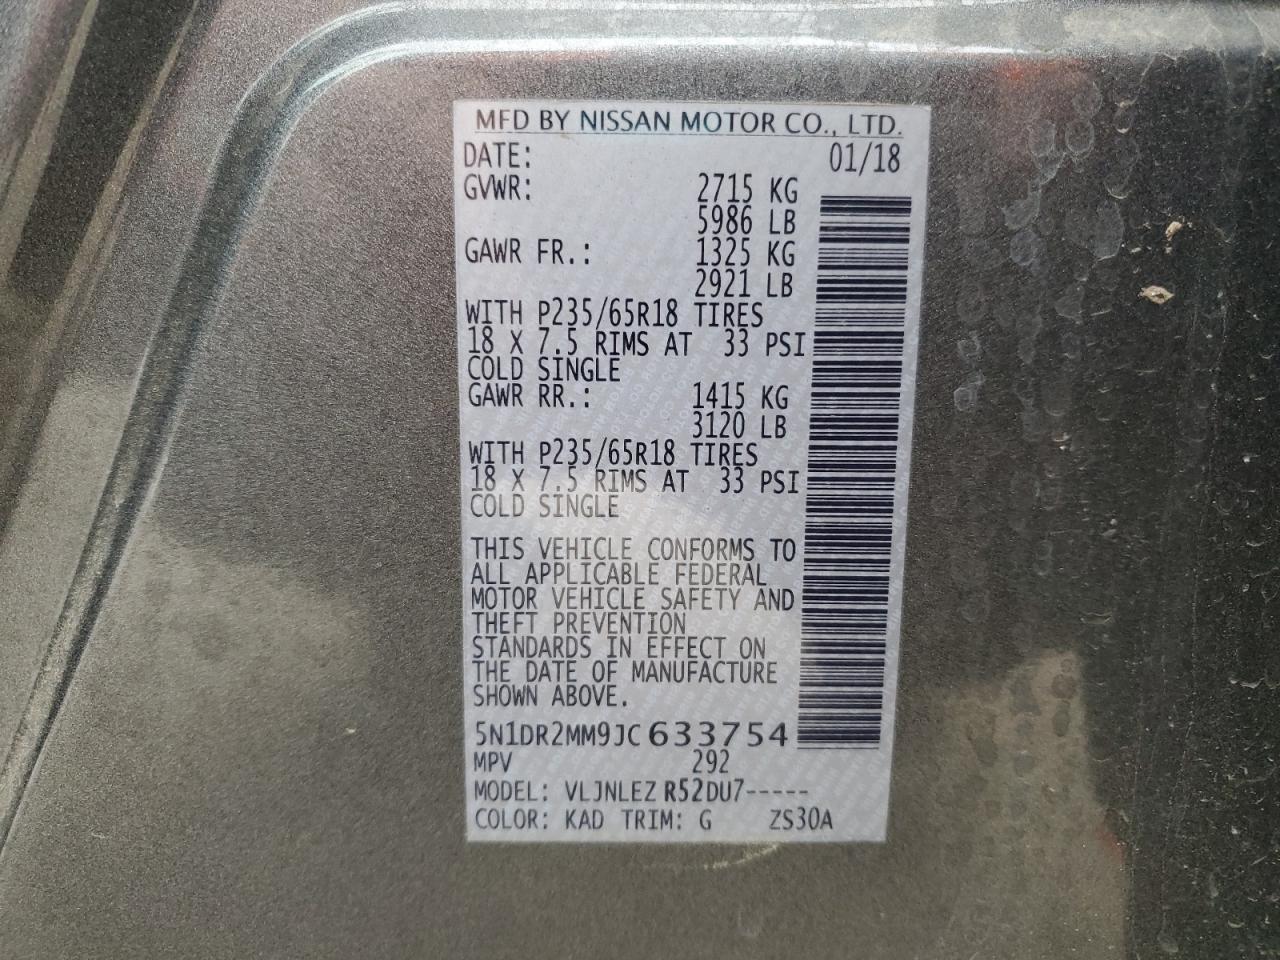 MFD BY NISSAN MOTOR CO., LTD.
DATE: 01/18
GVWR: 2715 KG
5986 LB
GAWR FR.: 1325 KG
2921 LB
WITH P235/65R18 TIRES
18 X 7.5 RIMS AT 33 PSI
COLD SINGLE
GAWR RR.: 1415 KG
3120 LB
WITH P235/65R18 TIRES
18 X 7.5 RIMS AT 33 PSI
COLD SINGLE
THIS VEHICLE CONFORMS TO
ALL APPLICABLE FEDERAL
MOTOR VEHICLE SAFETY AND
THEFT PREVENTION
STANDARDS IN EFFECT ON
THE DATE OF MANUFACTURE
SHOWN ABOVE.
5N1DR2MM9JC633754
MPV 292
MODEL: VLJNLEZ R52DU7-----
COLOR: KAD TRIM: G ZS30A